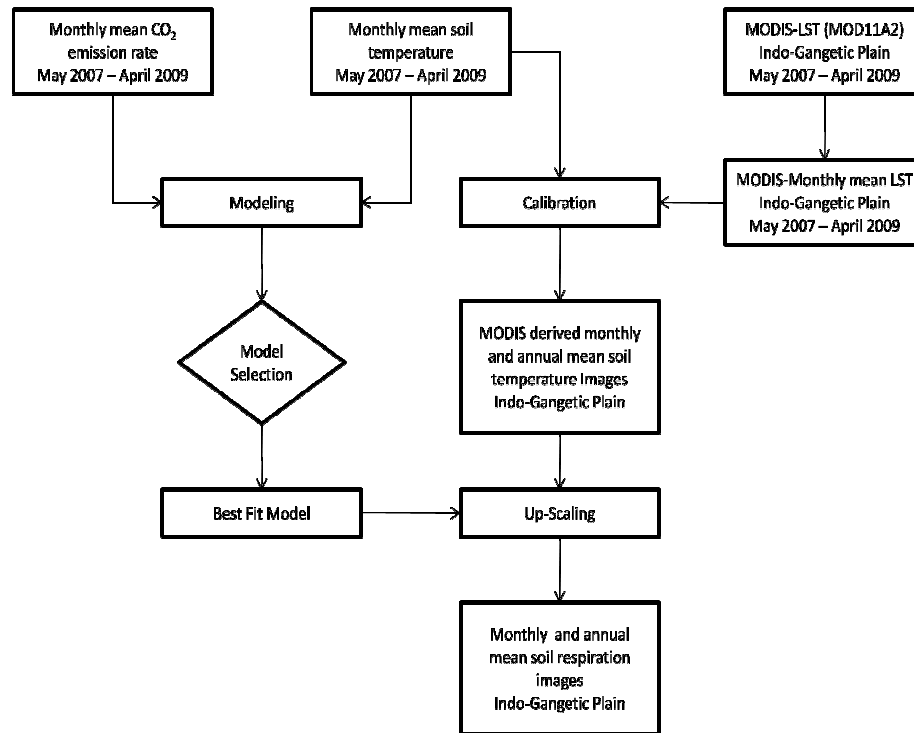 Monthly mean CO₂
emission rate
May 2007 – April 2009
Monthly mean soil
temperature
May 2007 – April 2009
MODIS-LST (MOD11A2)
Indo-Gangetic Plain
May 2007 – April 2009
Modeling
Calibration
MODIS-Monthly mean LST
Indo-Gangetic Plain
May 2007 – April 2009
Model
Selection
MODIS derived monthly
and annual mean soil
temperature Images
Indo-Gangetic Plain
Best Fit Model
Up-Scaling
Monthly and annual
mean soil respiration
images
Indo-Gangetic Plain